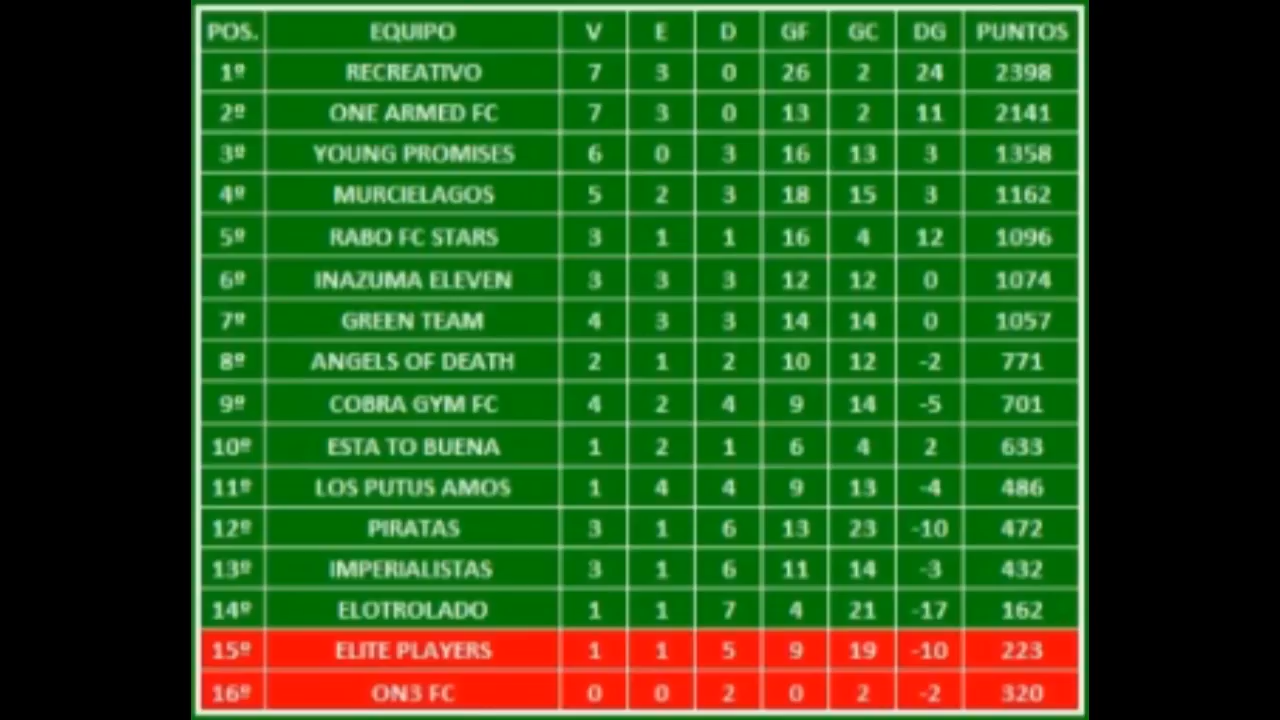 POS. EQUIPO V E D GF GC DG PUNTOS
1º RECREATIVO 7 3 0 26 2 24 2398
2º ONE ARMED FC 7 3 0 13 2 11 2141
3º YOUNG PROMISES 6 0 3 16 13 3 1358
4º MURCIELAGOS 5 2 3 18 15 3 1162
5º RABO FC STARS 3 1 1 16 4 12 1096
6º INAZUMA ELEVEN 3 3 3 12 12 0 1074
7º GREEN TEAM 4 3 3 14 14 0 1057
8º ANGELS OF DEATH 2 1 2 10 12 -2 771
9º COBRA GYM FC 4 2 4 9 14 -5 701
10º ESTA TO BUENA 1 2 1 6 4 2 633
11º LOS PUTUS AMOS 1 4 4 9 13 -4 486
12º PIRATAS 3 1 6 13 23 -10 472
13º IMPERIALISTAS 3 1 6 11 14 -3 432
14º ELOTROLADO 1 1 7 4 21 -17 162
15º ELITE PLAYERS 1 1 5 9 19 -10 223
16º ON3 FC 0 0 2 0 2 -2 320